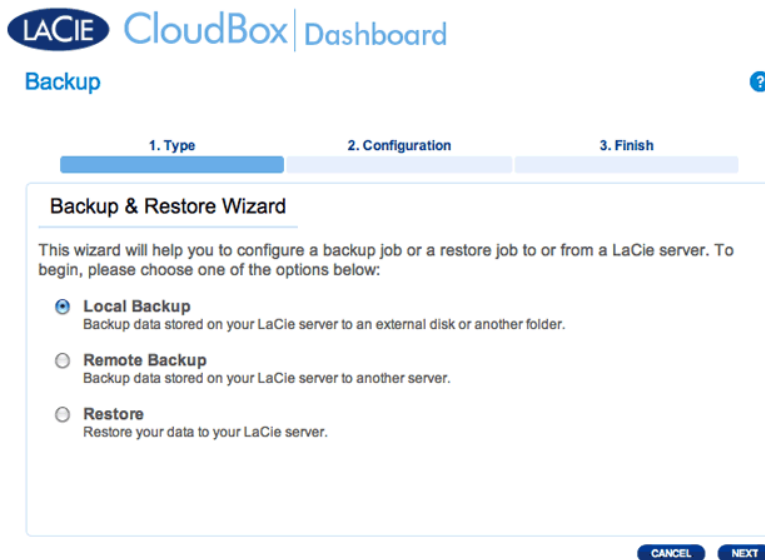 LACIE CloudBox Dashboard
Backup
?
1. Type 2. Configuration 3. Finish
Backup & Restore Wizard
This wizard will help you to configure a backup job or a restore job to or from a LaCie server. To
begin, please choose one of the options below:
Local Backup
Backup data stored on your LaCie server to an external disk or another folder.
Remote Backup
Backup data stored on your LaCie server to another server.
Restore
Restore your data to your LaCie server.
CANCEL NEXT